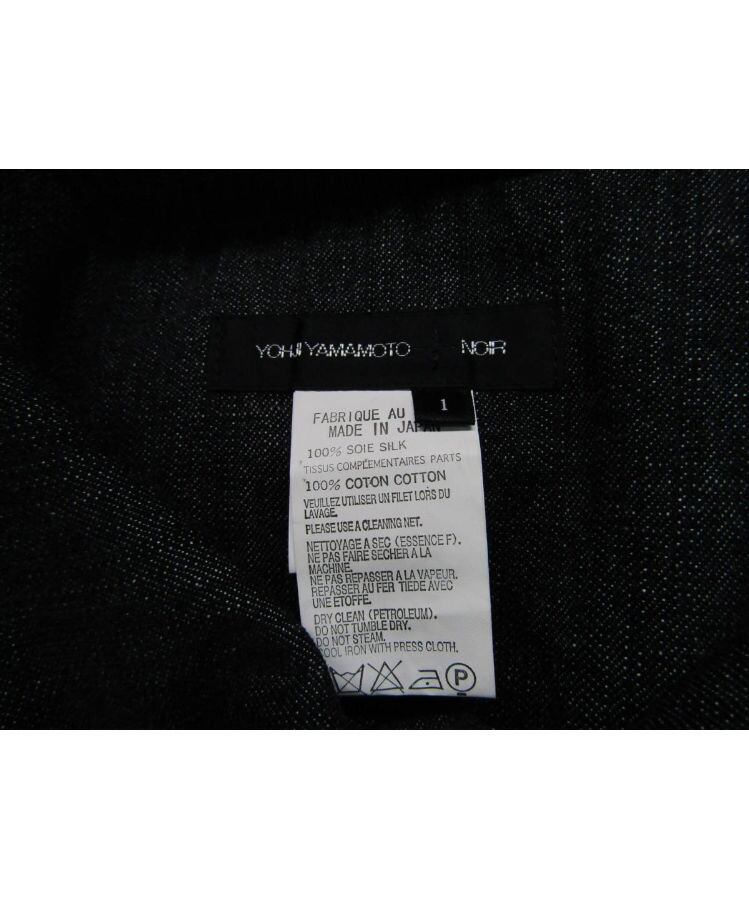 YOHJI YAMAMOTO NOIR
1
FABRIQUE AU
MADE IN JAPAN
100% SOIE SILK
TISSUS COMPLÉMENTAIRES PARTS
100% COTON COTTON
VEUILLEZ UTILISER UN FILET LORS DU
LAVAGE.
PLEASE USE A CLEANING NET.
NETTOYAGE A SEC (ESSENCE F).
NE PAS FAIRE SECHER A LA
MACHINE.
NE PAS REPASSER A LA VAPEUR.
REPASSER AU FER TIEDE AVEC
UNE ETOFFE.
DRY CLEAN (PETROLEUM).
DO NOT TUMBLE DRY.
DO NOT STEAM.
COOL IRON WITH PRESS CLOTH.
P